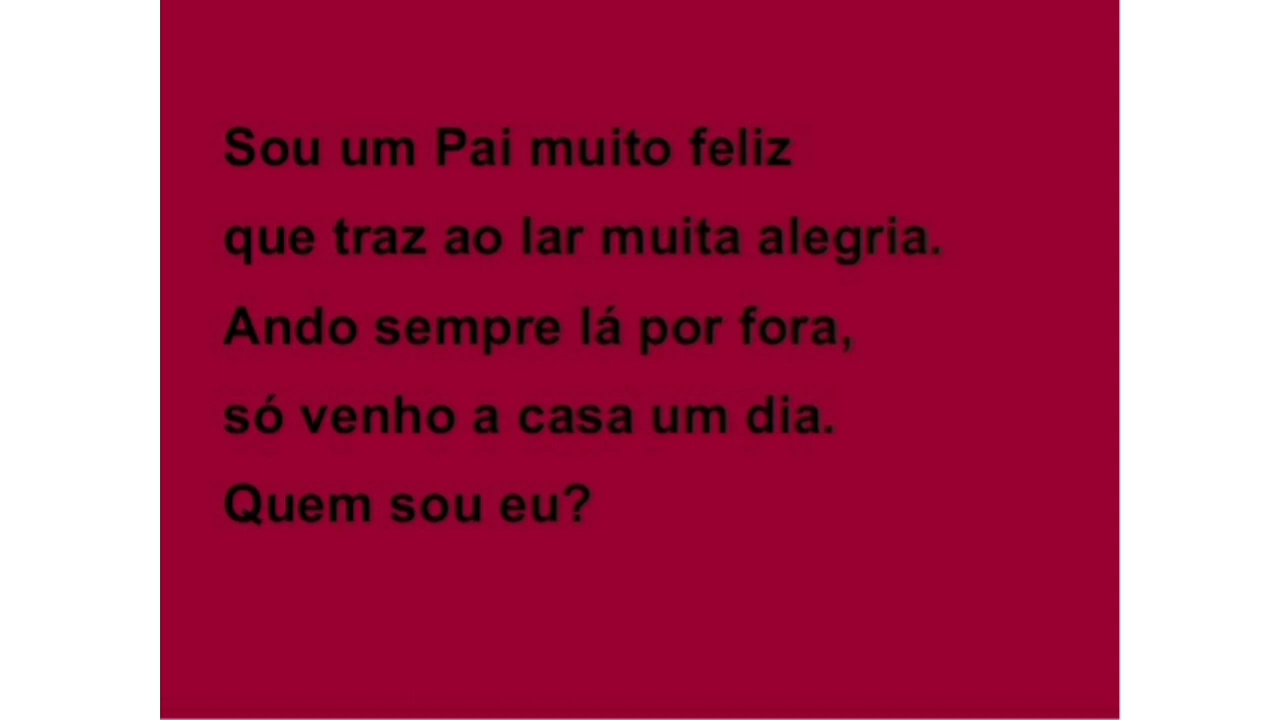 Sou um Pai muito feliz
que traz ao lar muita alegria.
Ando sempre lá por fora,
só venho a casa um dia.
Quem sou eu?